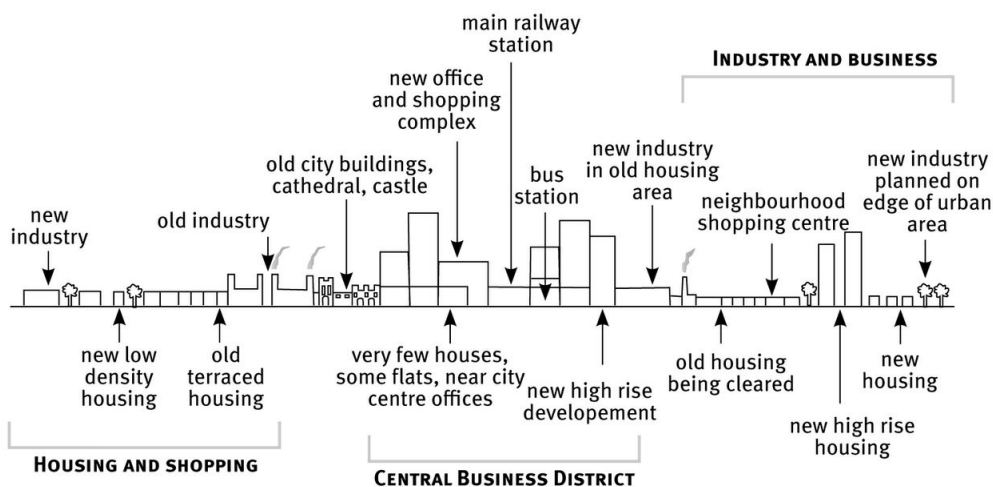 main railway
station
INDUSTRY AND BUSINESS
new office
and shopping
complex
old city buildings,
cathedral, castle
bus
station
new industry
in old housing
area
new industry
planned on
edge of urban
area
neighbourhood
shopping centre
new
industry
old industry
new low
density
housing
old
terraced
housing
very few houses,
some flats, near city
centre offices
new high rise
developement
old housing
being cleared
new
housing
new high rise
housing
HOUSING AND SHOPPING
CENTRAL BUSINESS DISTRICT